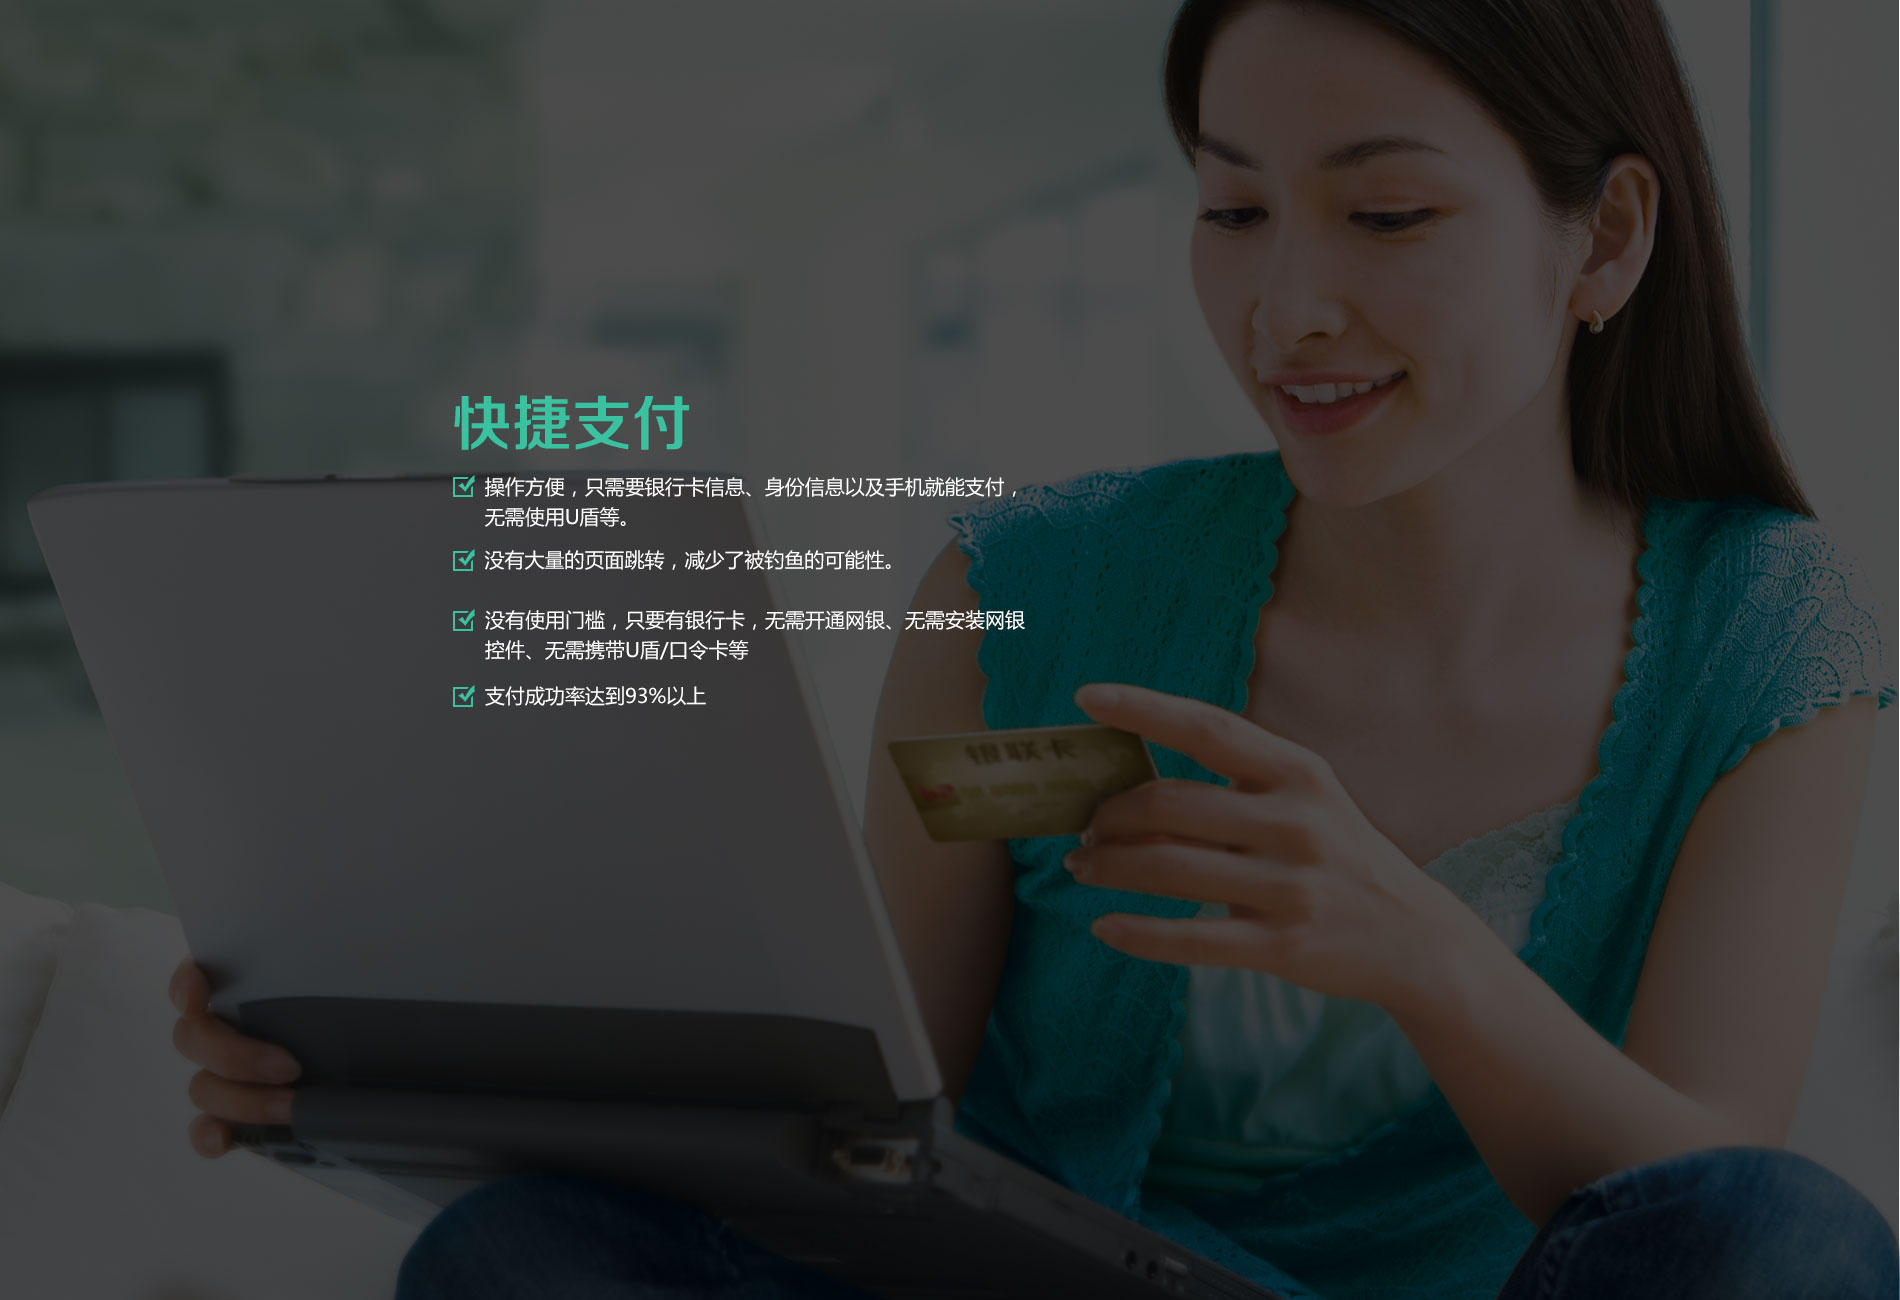 快捷支付
操作方便，只需要银行卡信息、身份信息以及手机就能支付，
无需使用U盾等。
没有大量的页面跳转，减少了被钓鱼的可能性。
没有使用门槛，只要有银行卡，无需开通网银、无需安装网银
控件、无需携带U盾/口令卡等
支付成功率达到93%以上
银联卡